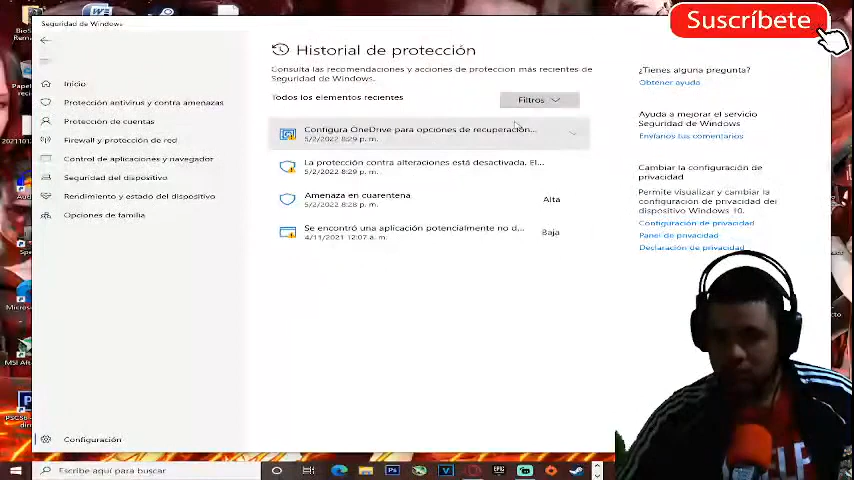 Seguridad de Windows
Suscríbete
Historial de protección
Consulta las recomendaciones y acciones de protección más recientes de
Seguridad de Windows.
Todos los elementos recientes
Filtros
Configura OneDrive para opciones de recuperación...
5/2/2022 8:29 p. m.
La protección contra alteraciones está desactivada. El...
5/2/2022 8:29 p. m.
Amenaza en cuarentena
5/2/2022 8:28 p. m.
Alta
Se encontró una aplicación potencialmente no d...
4/11/2021 12:07 a. m.
Baja
Inicio
Protección antivirus y contra amenazas
Protección de cuentas
Firewall y protección de red
Control de aplicaciones y navegador
Seguridad del dispositivo
Rendimiento y estado del dispositivo
Opciones de familia
Configuración
¿Tienes alguna pregunta?
Obtener ayuda
Ayuda a mejorar el servicio
Seguridad de Windows
Envíanos tus comentarios
Cambiar la configuración de
privacidad
Permite visualizar y cambiar la
configuración de privacidad del
dispositivo Windows 10.
Configuración de privacidad
Panel de privacidad
Declaración de privacidad
Escribe aquí para buscar